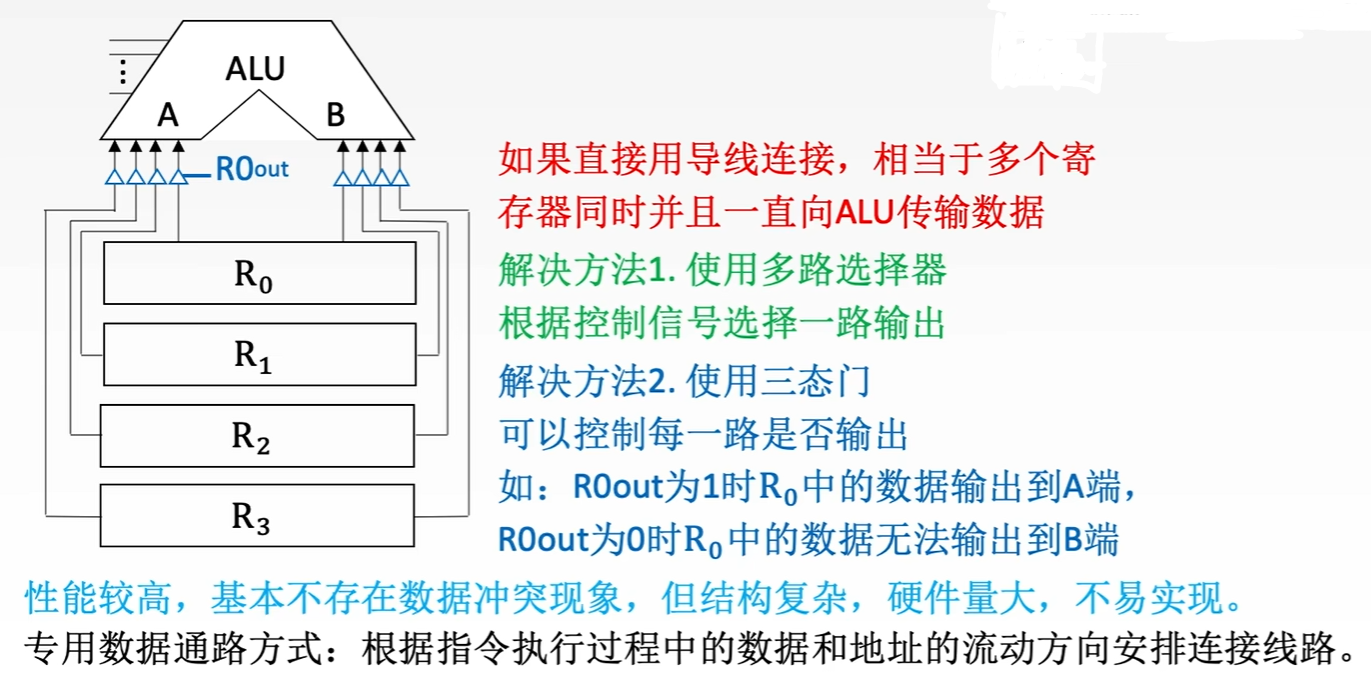 ALU
A
B
R0out
R₀
R₁
R₂
R₃
如果直接用导线连接，相当于多个寄
存器同时并且一直向ALU传输数据
解决方法1. 使用多路选择器
根据控制信号选择一路输出
解决方法2. 使用三态门
可以控制每一路是否输出
如：R0out为1时R₀中的数据输出到A端，
R0out为0时R₀中的数据无法输出到B端
性能较高，基本不存在数据冲突现象，但结构复杂，硬件量大，不易实现。
专用数据通路方式：根据指令执行过程中的数据和地址的流动方向安排连接线路。